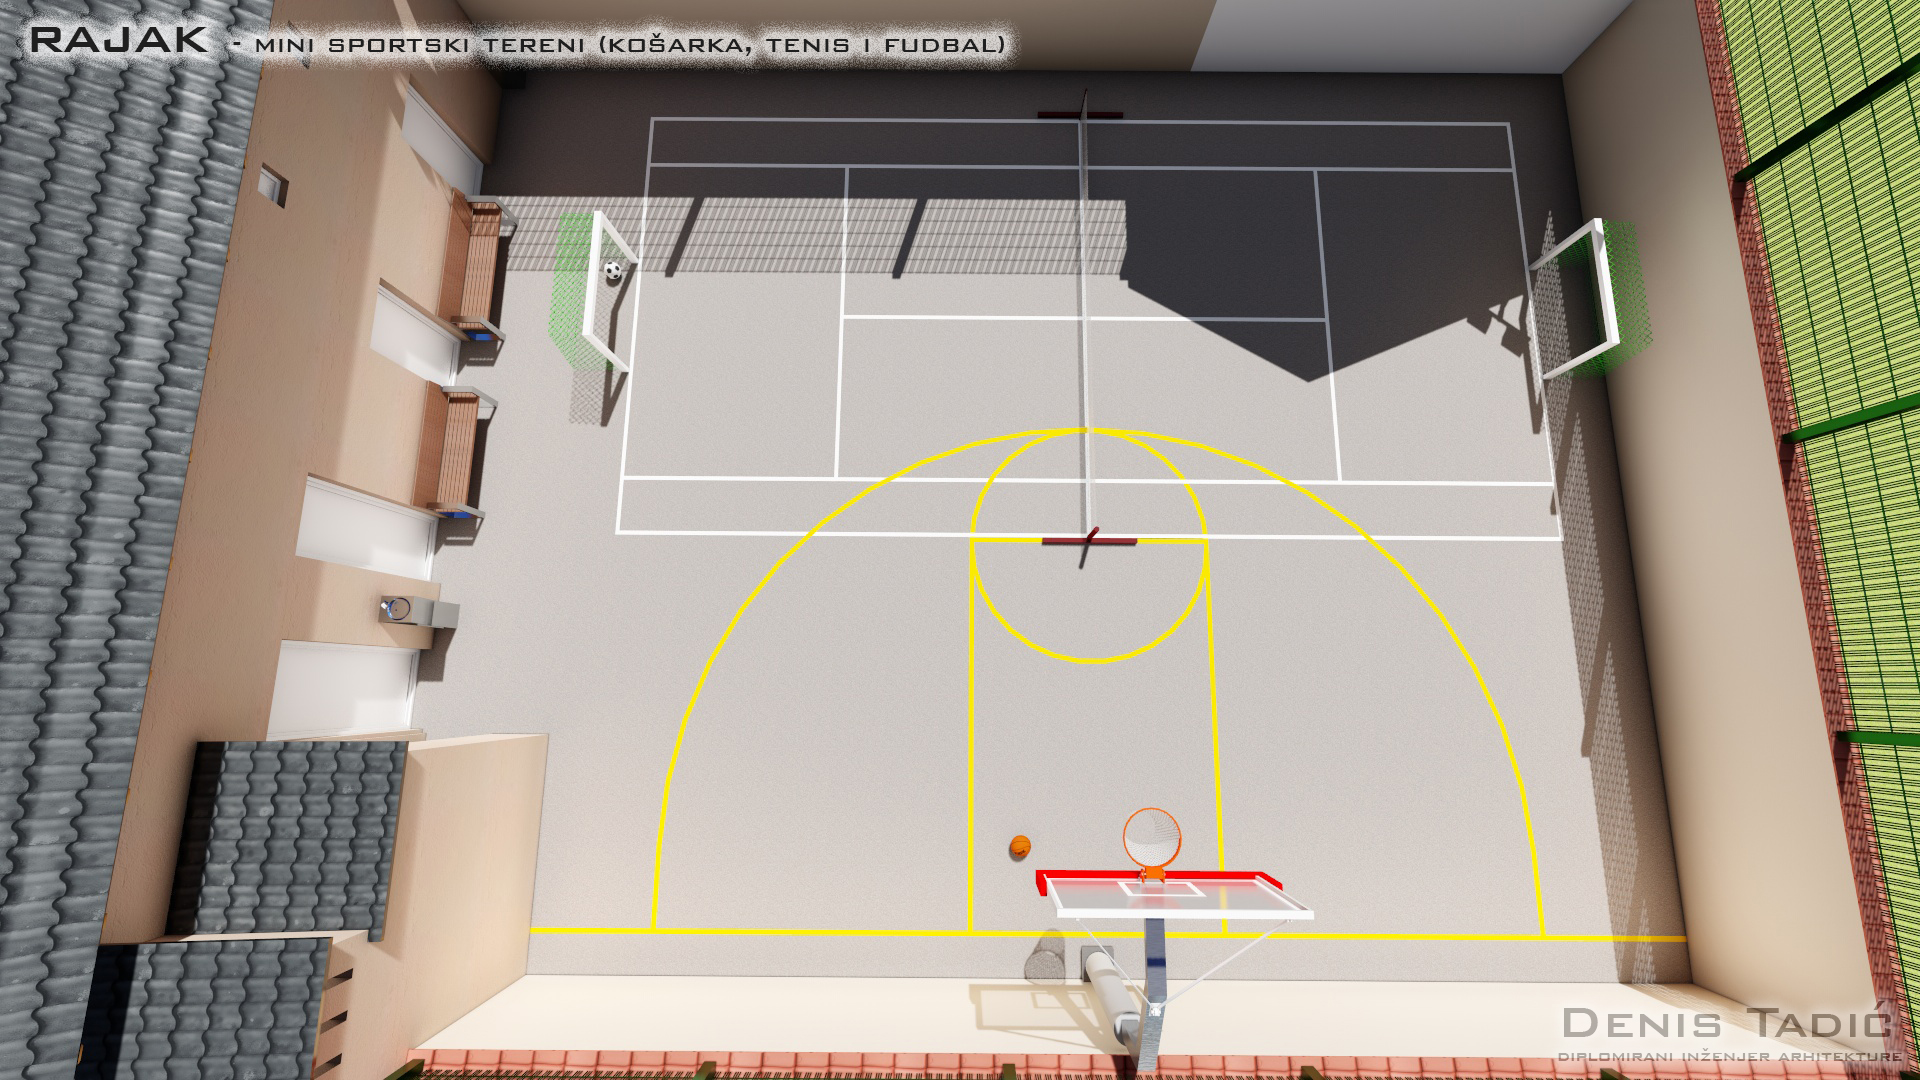 RAJAK - MINI SPORTSKI TERENI (KOŠARKA, TENIS I FUDBAL)
DENIS TADIĆ
DIPLOMIRANI INŽENJER ARHITEKTURE